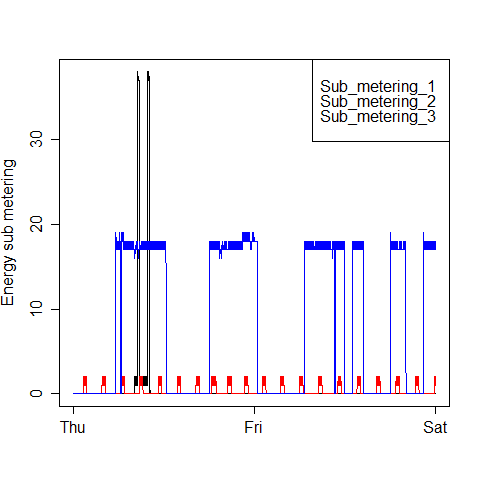 Sub_metering_1
Sub_metering_2
Sub_metering_3
Energy sub metering
30
20
10
0
Thu Fri Sat